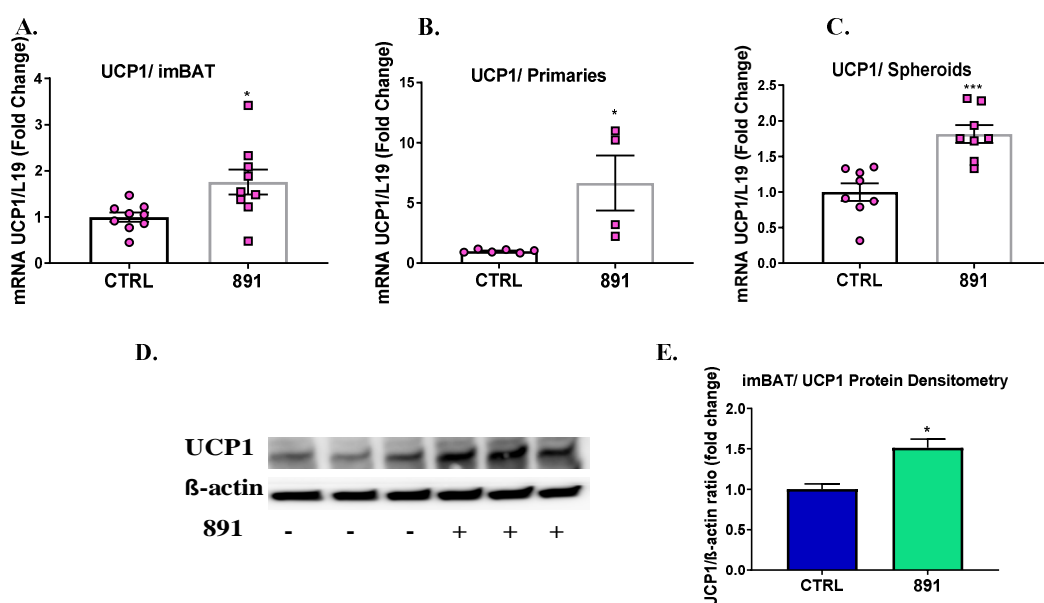 A.
UCP1/ imBAT
mRNA UCP1/L19 (Fold Change)
4
3
2
1
0
*
CTRL
891
B.
UCP1/ Primaries
mRNA UCP1/L19 (Fold Change)
15
10
5
0
*
CTRL
891
C.
UCP1/ Spheroids
mRNA UCP1/L19 (Fold Change)
2.5
2.0
1.5
1.0
0.5
0.0
***
CTRL
891
D.
UCP1
ß-actin
891 - - - + + +
E.
imBAT/ UCP1 Protein Densitometry
UCP1/ß-actin ratio (fold change)
2.0
1.5
1.0
0.5
0.0
*
CTRL
891